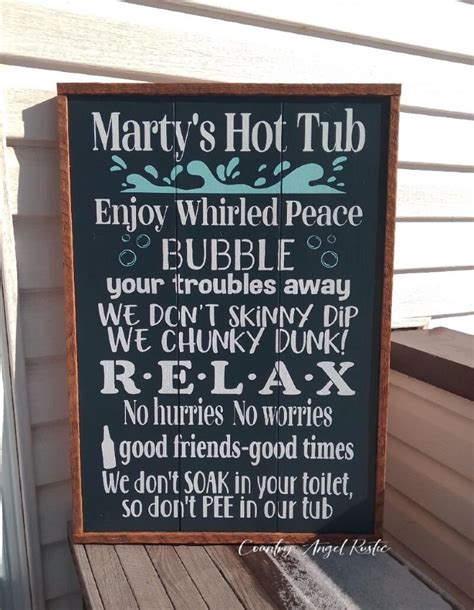 Marty's Hot Tub
Enjoy Whirled Peace
BUBBLE
your troubles away
WE DON'T SKINNY DIP
WE CHUNKY DUNK!
R•E•L•A•X
No hurries No worries
good friends-good times
We don't SOAK in your toilet,
so don't PEE in our tub
Country Angel Rustic